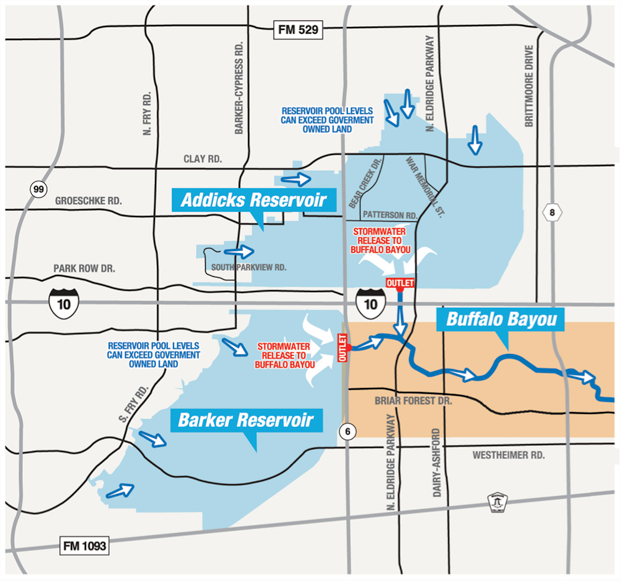 FM 529
N. FRY RD.
BARKER-CYPRESS RD.
N. ELDRIDGE PARKWAY
BRITTMOORE DRIVE
RESERVOIR POOL LEVELS
CAN EXCEED GOVERMENT
OWNED LAND
CLAY RD.
BEAR CREEK DR.
WAR MEMORIAL ST.
99
Addicks Reservoir
GROESCHKE RD.
PATTERSON RD.
8
STORMWATER
RELEASE TO
BUFFALO BAYOU
SOUTH PARKVIEW RD.
PARK ROW DR.
OUTLET
10
10
Buffalo Bayou
RESERVOIR POOL LEVELS
CAN EXCEED GOVERMENT
OWNED LAND
STORMWATER
RELEASE TO
BUFFALO BAYOU
OUTLET
S. FRY RD.
BRIAR FOREST DR.
Barker Reservoir
6
N. ELDRIDGE PARKWAY
DAIRY-ASHFORD
WESTHEIMER RD.
FM 1093